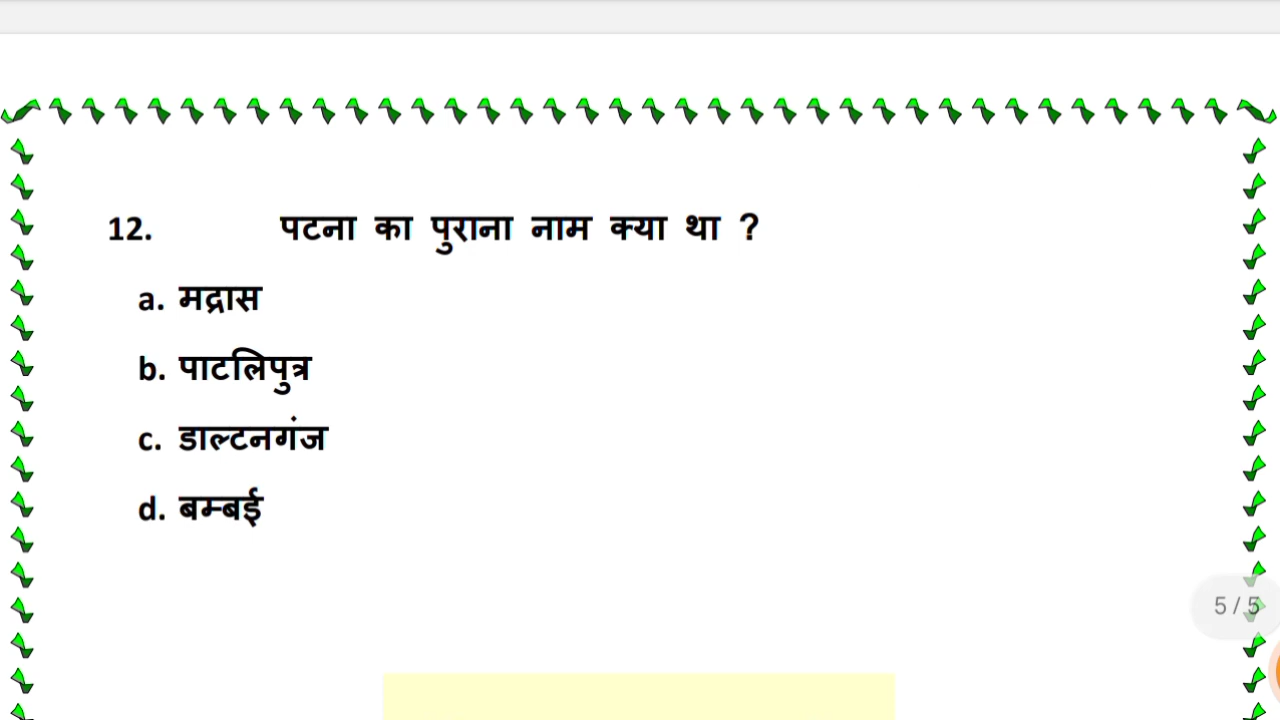 12. पटना का पुराना नाम क्या था ?
a. मद्रास
b. पाटलिपुत्र
c. डाल्टनगंज
d. बम्बई
5 / 5